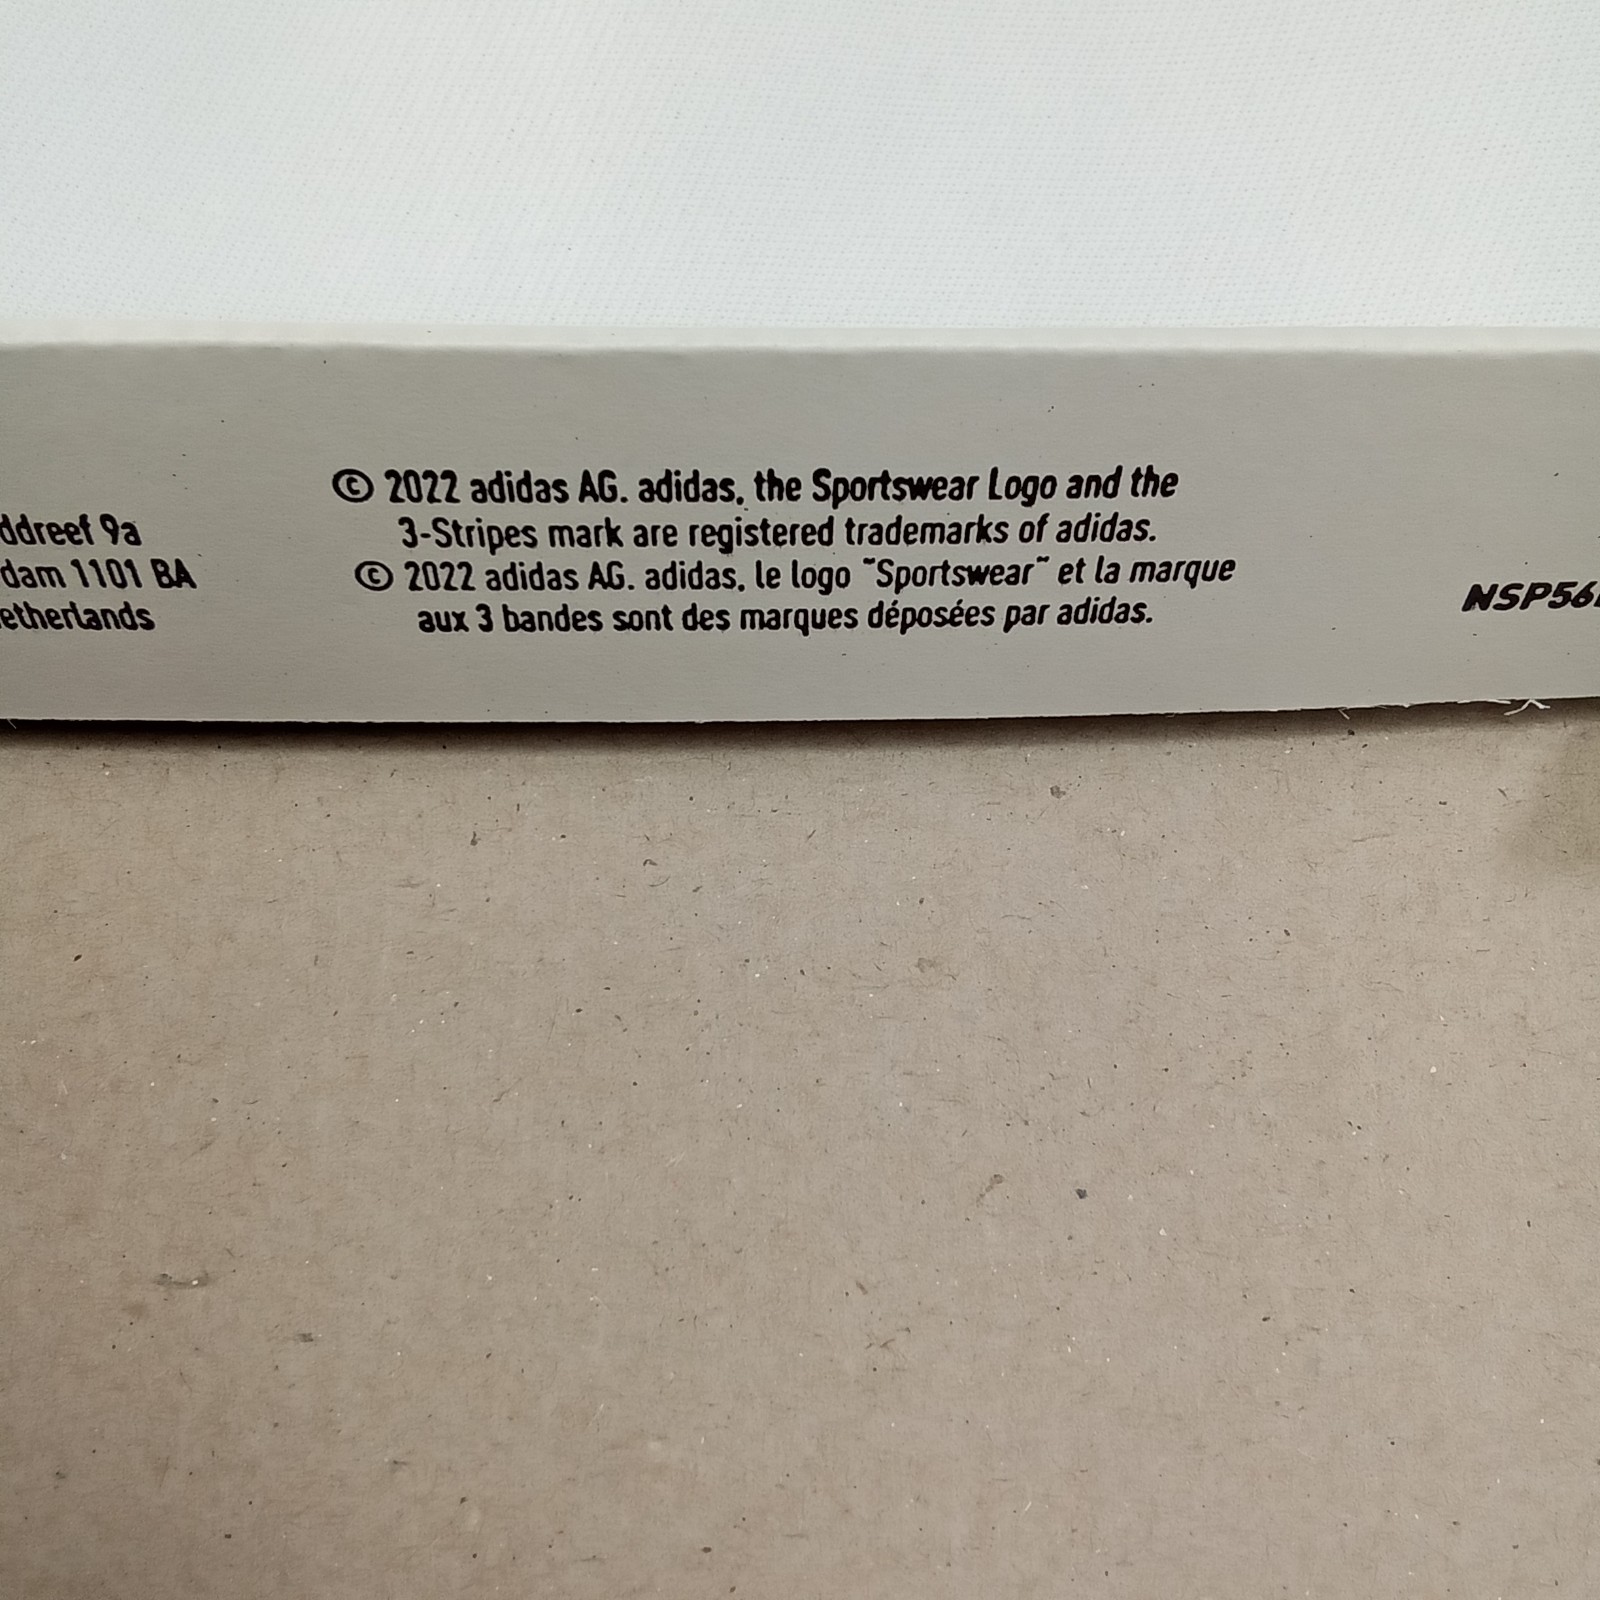 ddreef 9a
dam 1101 BA
etherlands
© 2022 adidas AG. adidas, the Sportswear Logo and the
3-Stripes mark are registered trademarks of adidas.
© 2022 adidas AG. adidas, le logo "Sportswear" et la marque
aux 3 bandes sont des marques déposées par adidas.
NSP56